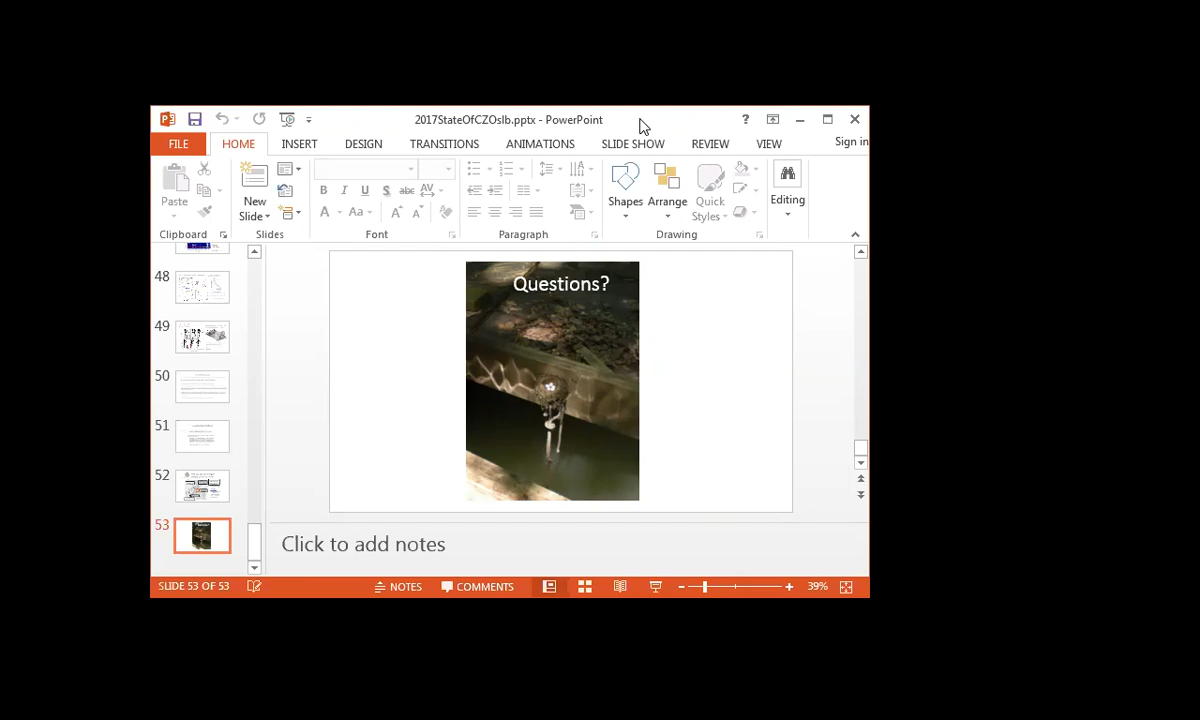 2017StateOfCZOslb.pptx - PowerPoint
?
FILE HOME INSERT DESIGN TRANSITIONS ANIMATIONS SLIDE SHOW REVIEW VIEW Sign in
Paste
New Slide
B I U S abc AV
A Aa A A
Shapes Arrange Quick Styles
Editing
Clipboard Slides Font Paragraph Drawing
48
49
50
51
52
53
Questions?
Click to add notes
SLIDE 53 OF 53 NOTES COMMENTS 39%